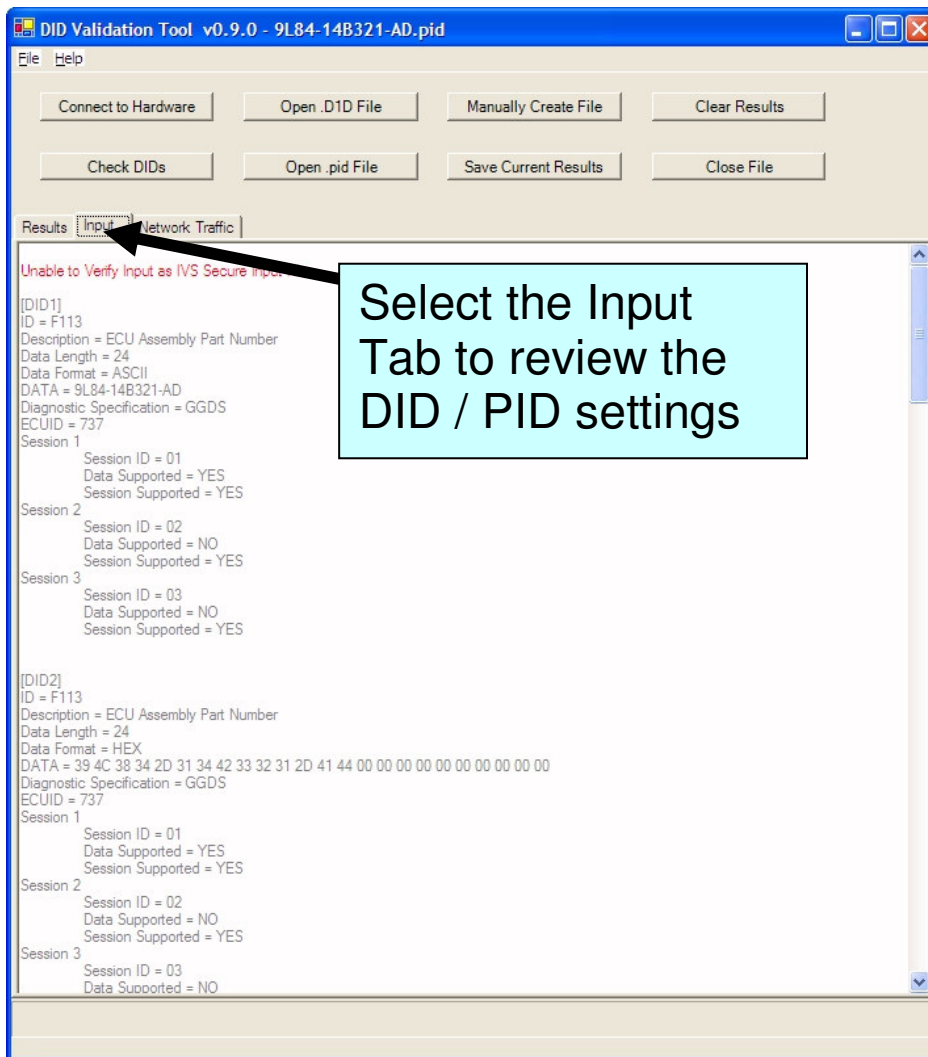 DID Validation Tool v0.9.0 - 9L84-14B321-AD.pid
File Help
Connect to Hardware Open .D1D File Manually Create File Clear Results
Check DIDs Open .pid File Save Current Results Close File
Results Input Network Traffic
Unable to Verify Input as IVS Secure Input
Select the Input
Tab to review the
DID / PID settings
[DID1]
ID = F113
Description = ECU Assembly Part Number
Data Length = 24
Data Format = ASCII
DATA = 9L84-14B321-AD
Diagnostic Specification = GGDS
ECUID = 737
Session 1
Session ID = 01
Data Supported = YES
Session Supported = YES
Session 2
Session ID = 02
Data Supported = NO
Session Supported = YES
Session 3
Session ID = 03
Data Supported = NO
Session Supported = YES
[DID2]
ID = F113
Description = ECU Assembly Part Number
Data Length = 24
Data Format = HEX
DATA = 39 4C 38 34 2D 31 34 42 33 32 31 2D 41 44 00 00 00 00 00 00 00 00 00 00
Diagnostic Specification = GGDS
ECUID = 737
Session 1
Session ID = 01
Data Supported = YES
Session Supported = YES
Session 2
Session ID = 02
Data Supported = NO
Session Supported = YES
Session 3
Session ID = 03
Data Supported = NO